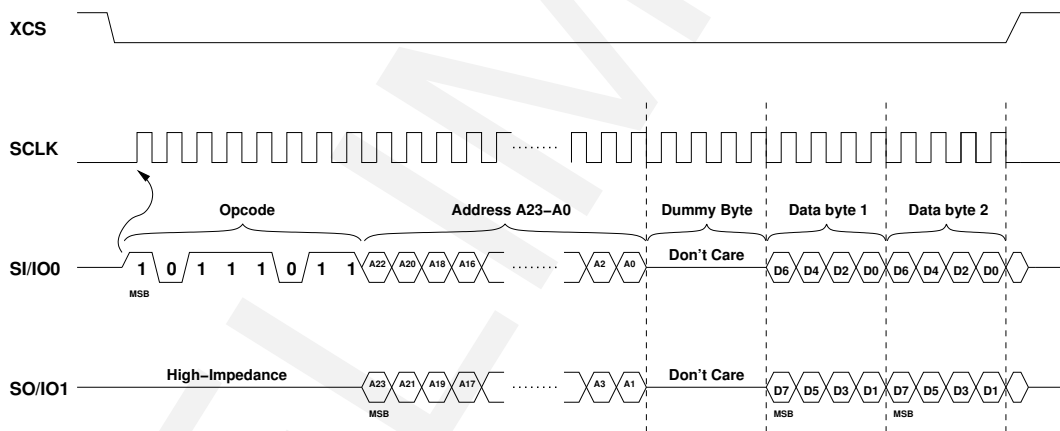 XCS
SCLK
Opcode Address A23–A0 Dummy Byte Data byte 1 Data byte 2
SI/IO0 1 0 1 1 1 0 1 1 A22 A20 A18 A16 A2 A0 Don't Care D6 D4 D2 D0 D6 D4 D2 D0
MSB
SO/IO1 High–Impedance A23 A21 A19 A17 A3 A1 Don't Care D7 D5 D3 D1 D7 D5 D3 D1
MSB MSB MSB